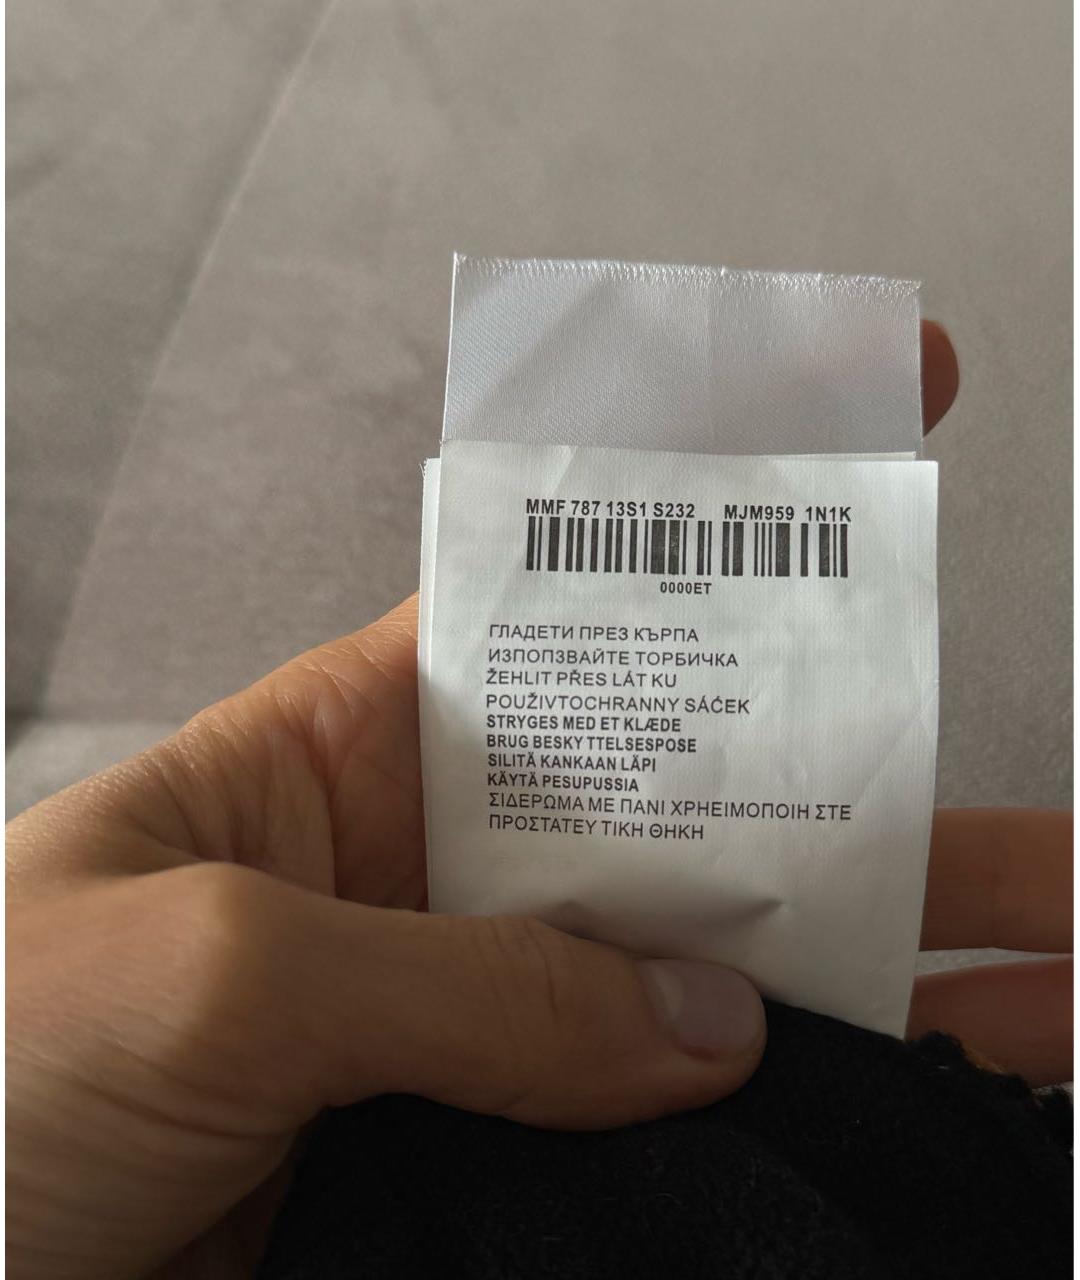 MMF 787 13S1 S232 MJM959 1N1K
0000ET
ГЛАДЕТИ ПРЕЗ КЪРПА
ИЗПОПЗВАЙТЕ ТОРБИЧКА
ŽEHLIT PŘES LÁT KU
POUŽIVTOCHRANNY SÁĆEK
STRYGES MED ET KLÆDE
BRUG BESKY TTELSESPOSE
SILITÄ KANKAAN LÄPI
KÄYTÄ PESUPUSSIA
ΣΙΔΕΡΩΜΑ ΜΕ ΠΑΝΙ ΧΡΗΕΙΜΟΠΟΙΗ ΣΤΕ
ΠΡΟΣΤΑΤΕΥ ΤΙΚΗ ΘΗΚΗ